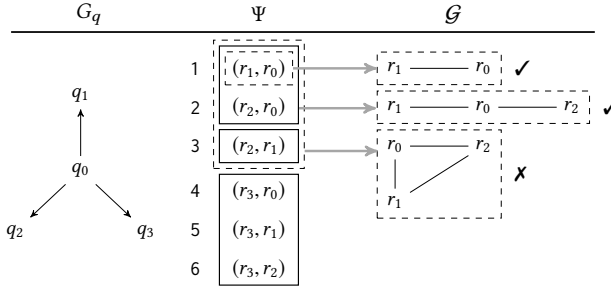 G_q Ψ 𝒢
1 (r_1, r_0) r_1 r_0 ✓
q_1 2 (r_2, r_0) r_1 r_0 r_2 ✓
3 (r_2, r_1) r_0 r_2
q_0 4 (r_3, r_0) r_1 ✗
q_2 q_3 5 (r_3, r_1)
6 (r_3, r_2)